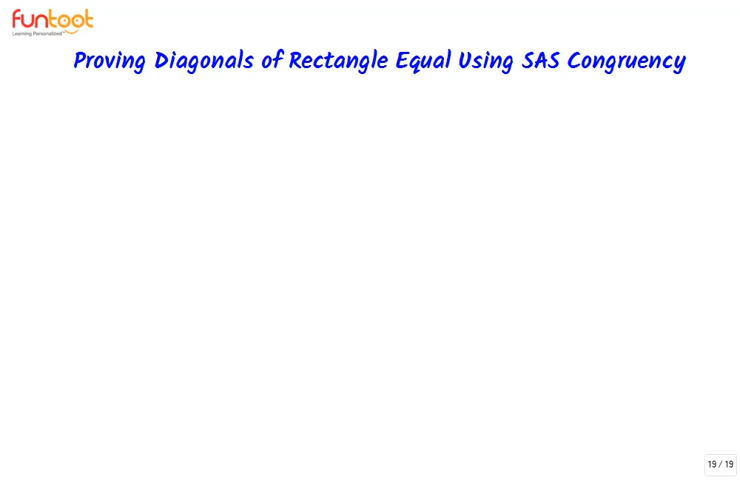 funtoot
Learning Personalized
Proving Diagonals of Rectangle Equal Using SAS Congruency
19 / 19